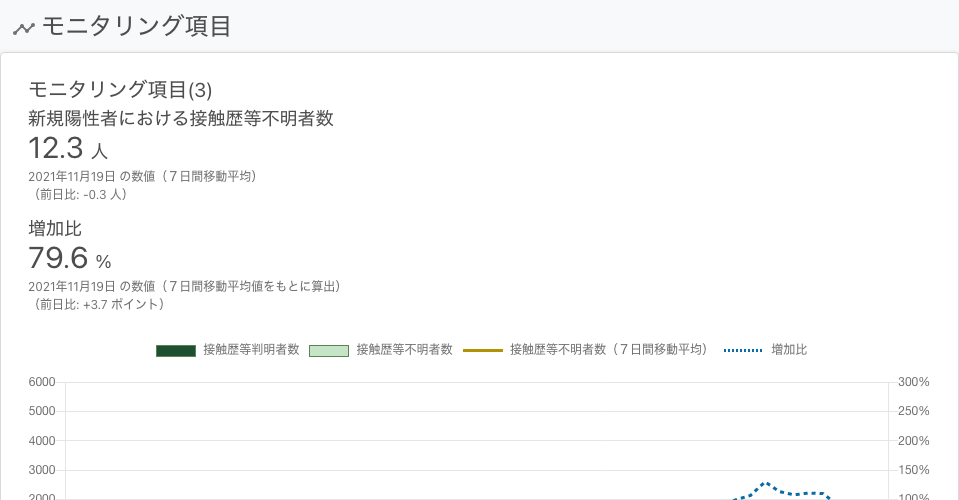 モニタリング項目
モニタリング項目(3)
新規陽性者における接触歴等不明者数
12.3 人
2021年11月19日 の数値（７日間移動平均）
（前日比: -0.3 人）
増加比
79.6 %
2021年11月19日 の数値（７日間移動平均値をもとに算出）
（前日比: +3.7 ポイント）
接触歴等判明者数 接触歴等不明者数 接触歴等不明者数（７日間移動平均） 増加比
6000 300%
5000 250%
4000 200%
3000 150%
2000 100%